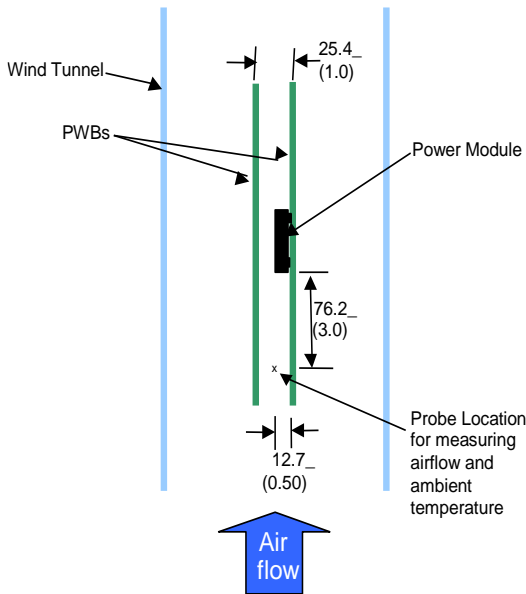 25.4_
(1.0)
Wind Tunnel
PWBs
Power Module
76.2_
(3.0)
x
Probe Location
for measuring
airflow and
ambient
temperature
12.7_
(0.50)
Air
flow